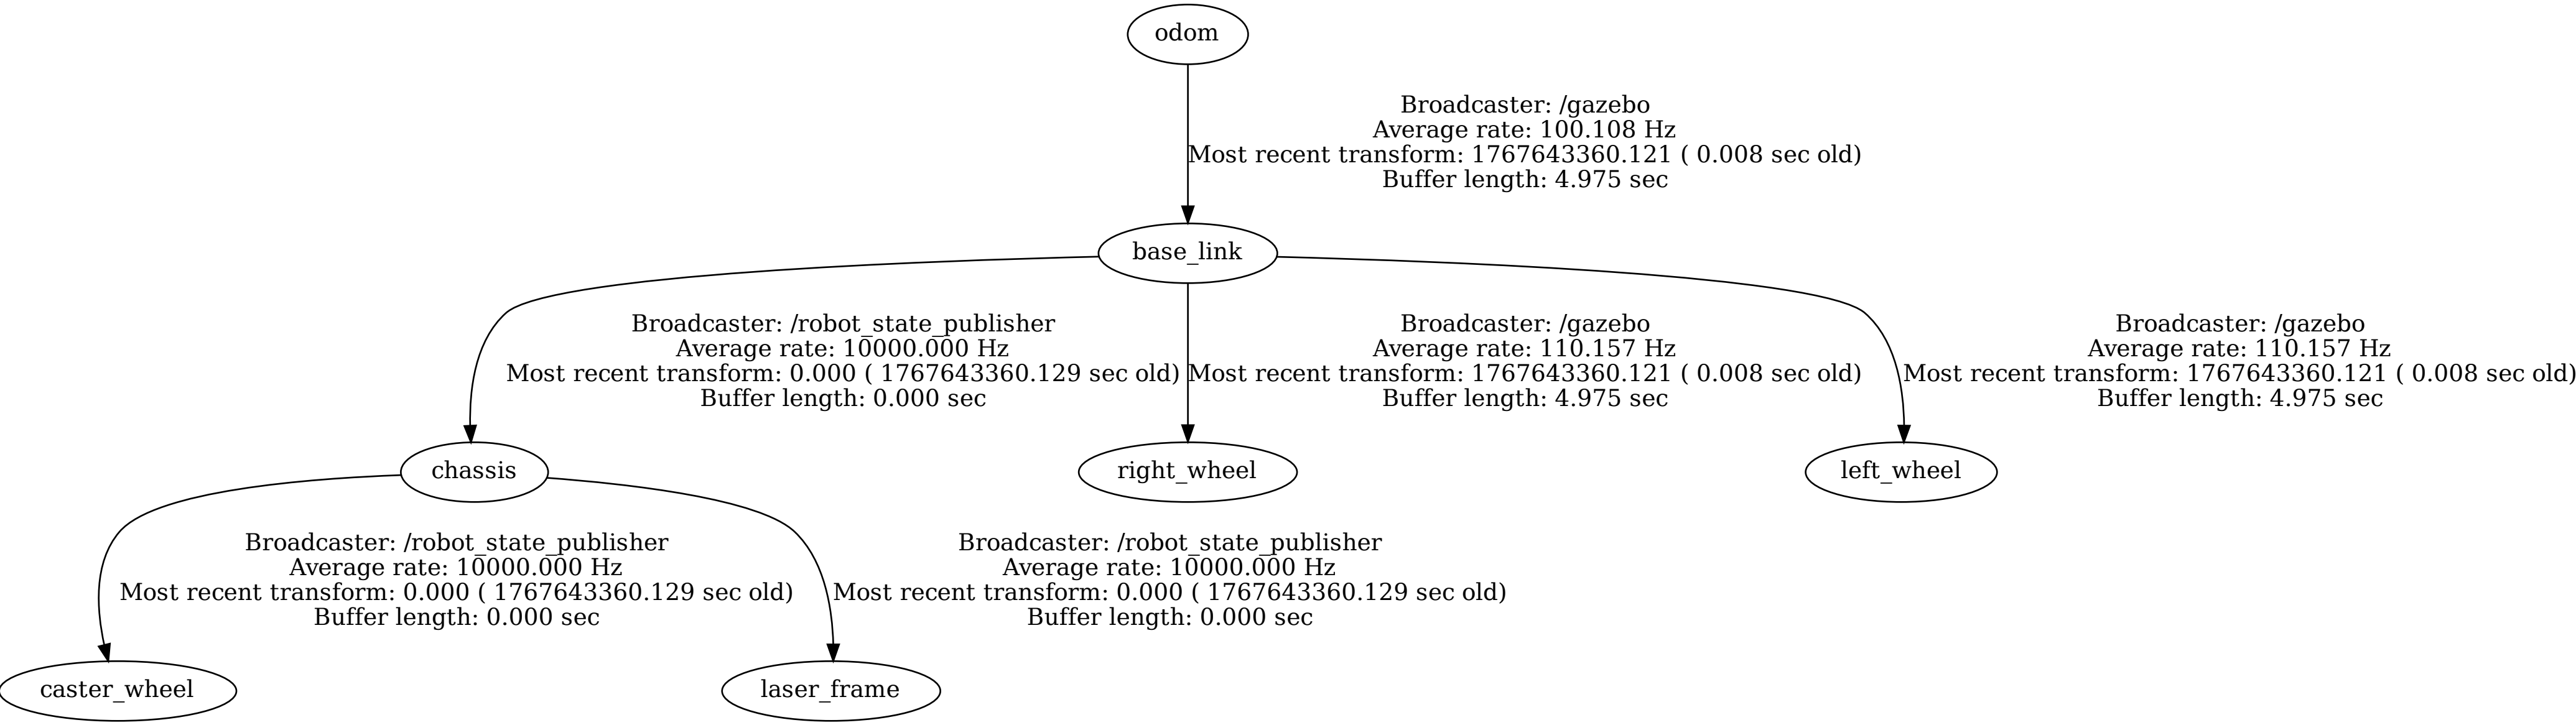 odom
Broadcaster: /gazebo
Average rate: 100.108 Hz
Most recent transform: 1767643360.121 ( 0.008 sec old)
Buffer length: 4.975 sec
base_link
Broadcaster: /robot_state_publisher
Average rate: 10000.000 Hz
Most recent transform: 0.000 ( 1767643360.129 sec old)
Buffer length: 0.000 sec
Broadcaster: /gazebo
Average rate: 110.157 Hz
Most recent transform: 1767643360.121 ( 0.008 sec old)
Buffer length: 4.975 sec
Broadcaster: /gazebo
Average rate: 110.157 Hz
Most recent transform: 1767643360.121 ( 0.008 sec old)
Buffer length: 4.975 sec
chassis
right_wheel
left_wheel
Broadcaster: /robot_state_publisher
Average rate: 10000.000 Hz
Most recent transform: 0.000 ( 1767643360.129 sec old)
Buffer length: 0.000 sec
Broadcaster: /robot_state_publisher
Average rate: 10000.000 Hz
Most recent transform: 0.000 ( 1767643360.129 sec old)
Buffer length: 0.000 sec
caster_wheel
laser_frame